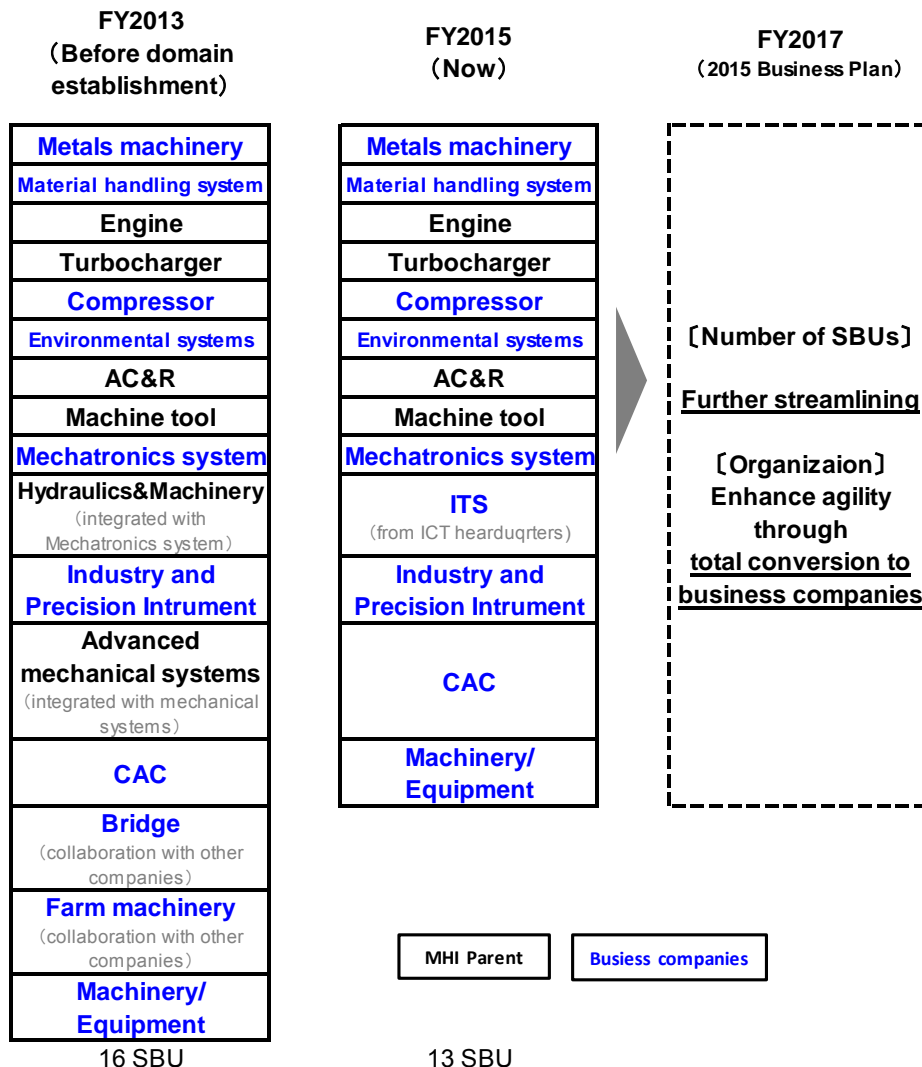 FY2013
（Before domain
establishment）
Metals machinery
Material handling system
Engine
Turbocharger
Compressor
Environmental systems
AC&R
Machine tool
Mechatronics system
Hydraulics&Machinery
（integrated with
Mechatronics system）
Industry and
Precision Intrument
Advanced
mechanical systems
（integrated with mechanical
systems）
CAC
Bridge
（collaboration with other
companies）
Farm machinery
（collaboration with other
companies）
Machinery/
Equipment
16 SBU
FY2015
（Now）
Metals machinery
Material handling system
Engine
Turbocharger
Compressor
Environmental systems
AC&R
Machine tool
Mechatronics system
ITS
（from ICT hearduqrters）
Industry and
Precision Intrument
CAC
Machinery/
Equipment
13 SBU
FY2017
（2015 Business Plan）
〔Number of SBUs〕
Further streamlining
〔Organizaion〕
Enhance agility
through
total conversion to
business companies
MHI Parent
Busiess companies